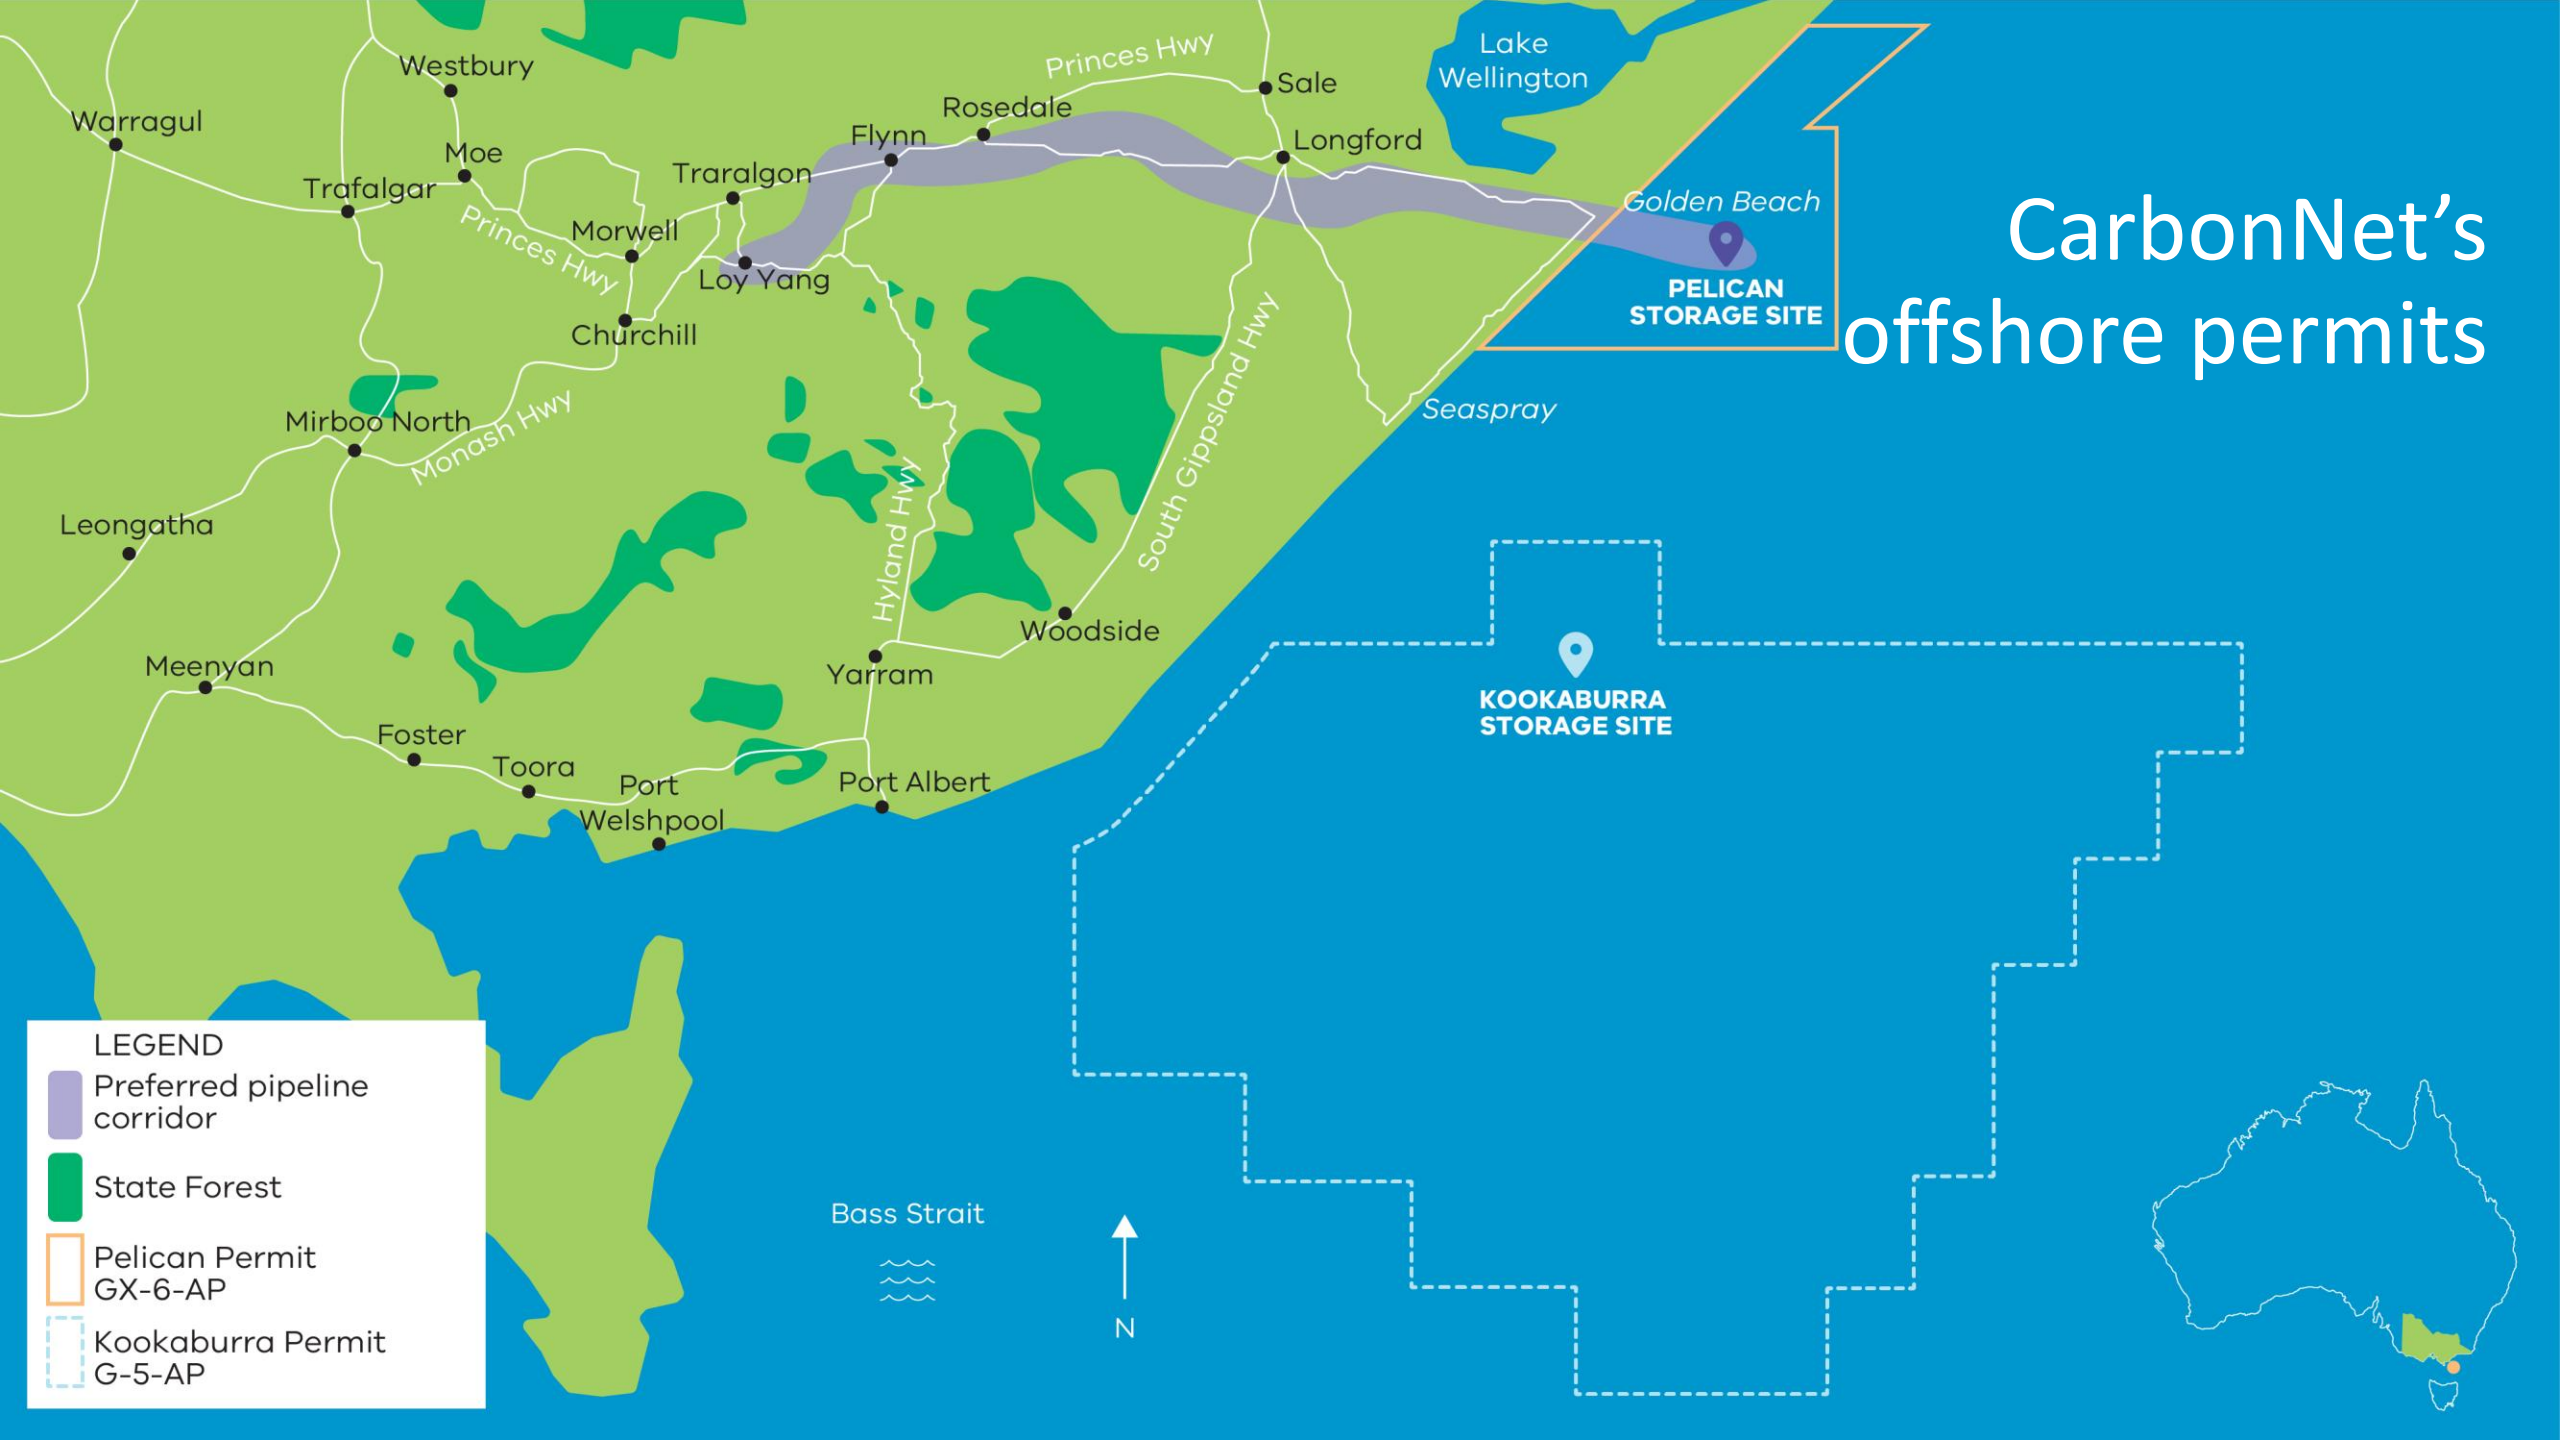 CarbonNet’s
offshore permits
Westbury
Princes Hwy
Lake
Wellington
Sale
Rosedale
Warragul
Flynn
Longford
Moe
Traralgon
Trafalgar
Golden Beach
Princes Hwy
Morwell
Loy Yang
PELICAN
STORAGE SITE
Churchill
South Gippsland Hwy
Mirboo North
Monash Hwy
Seaspray
Hyland Hwy
Leongatha
Woodside
Meenyan
Yarram
KOOKABURRA
STORAGE SITE
Foster
Toora
Port
Welshpool
Port Albert
LEGEND
Preferred pipeline
corridor
State Forest
Pelican Permit
GX-6-AP
Kookaburra Permit
G-5-AP
Bass Strait
N